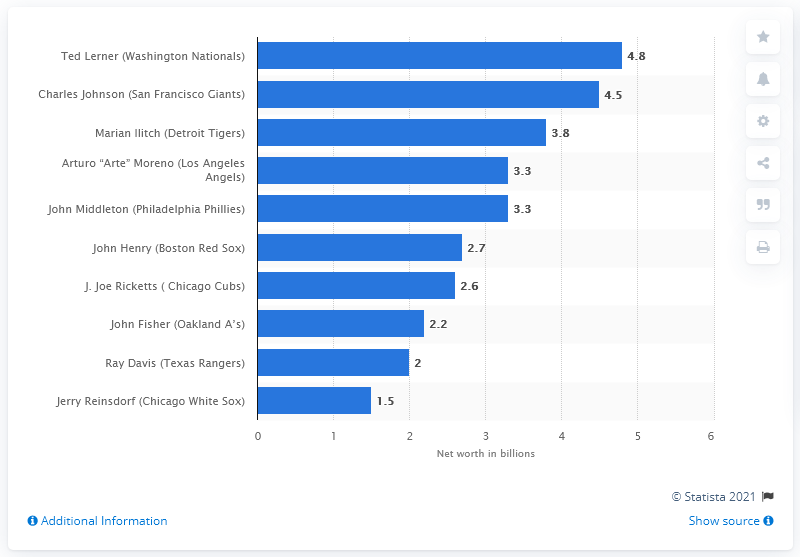 Ted Lerner (Washington Nationals)
4.8
Charles Johnson (San Francisco Giants)
4.5
Marian Ilitch (Detroit Tigers)
3.8
Arturo “Arte” Moreno (Los Angeles
Angels)
3.3
John Middleton (Philadelphia Phillies)
3.3
John Henry (Boston Red Sox)
2.7
J. Joe Ricketts ( Chicago Cubs)
2.6
John Fisher (Oakland A’s)
2.2
Ray Davis (Texas Rangers)
2
Jerry Reinsdorf (Chicago White Sox)
1.5
0 1 2 3 4 5 6
Net worth in billions
© Statista 2021
Additional Information
Show source